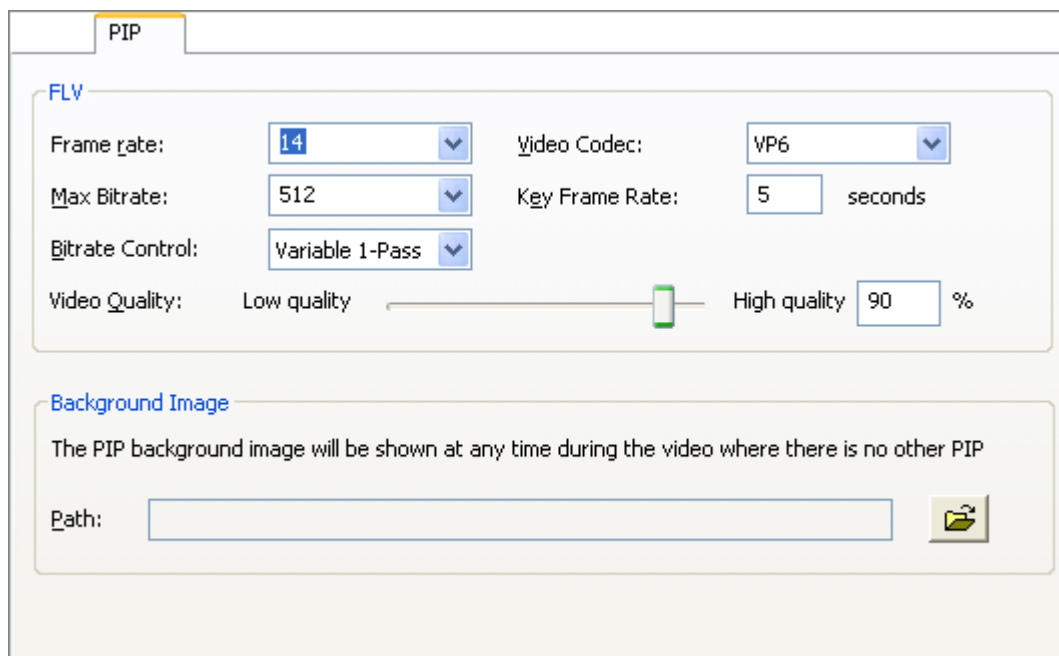 PIP
FLV
Frame rate: 14 Video Codec: VP6
Max Bitrate: 512 Key Frame Rate: 5 seconds
Bitrate Control: Variable 1-Pass
Video Quality: Low quality High quality 90 %
Background Image
The PIP background image will be shown at any time during the video where there is no other PIP
Path: